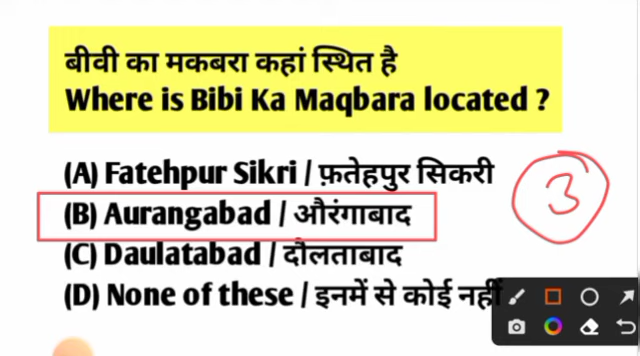 बीवी का मकबरा कहां स्थित है
Where is Bibi Ka Maqbara located ?
(A) Fatehpur Sikri / फ़तेहपुर सिकरी
(B) Aurangabad / औरंगाबाद
3
(C) Daulatabad / दौलताबाद
(D) None of these / इनमें से कोई नहीं